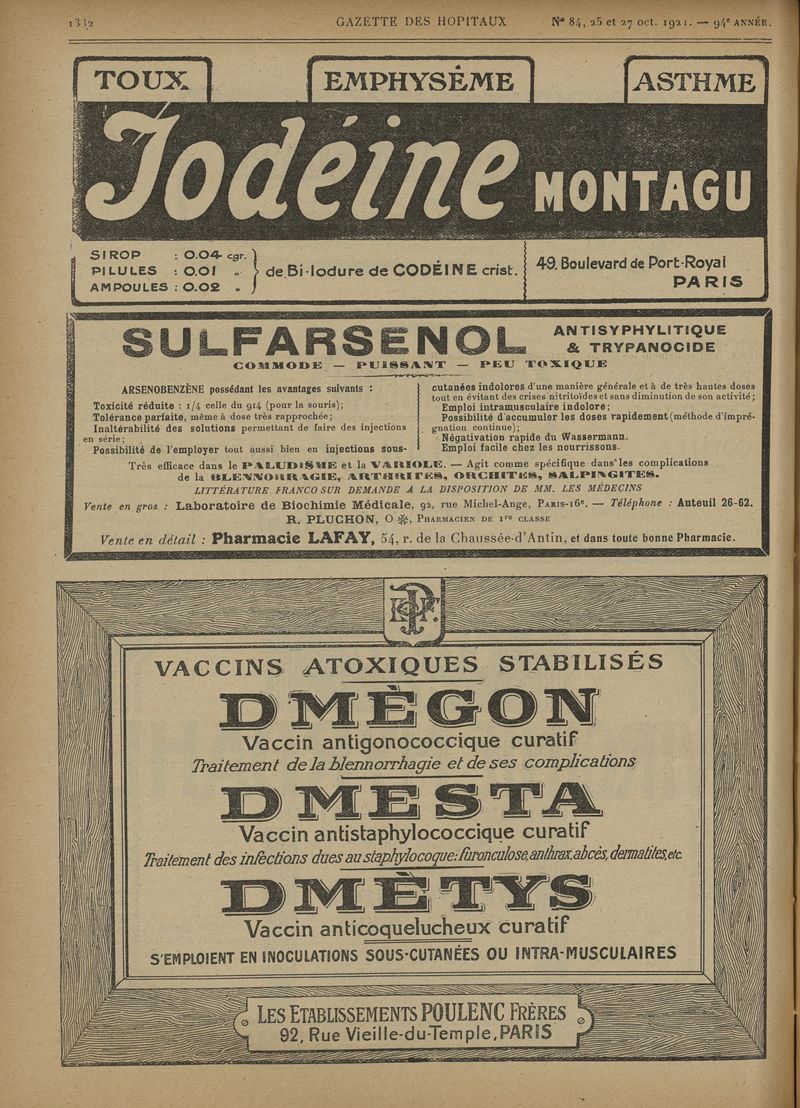 1342
GAZETTE DES HOPITAUX
Nº 84, 25 et 27 oct. 1921. — 94e ANNÉE.
TOUX
EMPHYSÊME
ASTHME
Iodéine MONTAGU
SIROP : 0.04 cgr.
PILULES : 0.01 „
AMPOULES : 0.02 „
de Bi-Iodure de CODÉINE crist.
49, Boulevard de Port-Royal
PARIS
SULFARSENOL
ANTISYPHYLITIQUE
& TRYPANOCIDE
COMMODE — PUISSANT — PEU TOXIQUE
ARSENOBENZÈNE possédant les avantages suivants :
Toxicité réduite : 1/4 celle du 914 (pour la souris);
Tolérance parfaite, même à dose très rapprochée;
Inaltérabilité des solutions permettant de faire des injections
en série;
Possibilité de l'employer tout aussi bien en injections sous-
cutanées indolores d'une manière générale et à de très hautes doses
tout en évitant des crises nitritoïdes et sans diminution de son activité;
Emploi intramusculaire indolore;
Possibilité d'accumuler les doses rapidement (méthode d'impré-
gnation continue);
Négativation rapide du Wassermann.
Emploi facile chez les nourrissons.
Très efficace dans le PALUDISME et la VARIOLE. — Agit comme spécifique dans les complications
de la BLENNORRAGIE, ARTHRITES, ORCHITES, SALPINGITES.
LITTÉRATURE FRANCO SUR DEMANDE A LA DISPOSITION DE MM. LES MÉDECINS
Vente en gros : Laboratoire de Biochimie Médicale, 92, rue Michel-Ange, PARIS-16e. — Téléphone : Auteuil 26-62.
R. PLUCHON, O ※, PHARMACIEN DE 1re CLASSE
Vente en détail : Pharmacie LAFAY, 54, r. de la Chaussée-d'Antin, et dans toute bonne Pharmacie.
VACCINS ATOXIQUES STABILISÉS
DMÈGON
Vaccin antigonococcique curatif
Traitement de la blennorrhagie et de ses complications
DMESTA
Vaccin antistaphylococcique curatif
Traitement des infections dues au staphylocoque: furonculose, anthrax, abcès, dermatites, etc.
DMÈTYS
Vaccin anticoquelucheux curatif
S'EMPLOIENT EN INOCULATIONS SOUS-CUTANÉES OU INTRA-MUSCULAIRES
LES ETABLISSEMENTS POULENC FRÈRES
92, Rue Vieille-du-Temple, PARIS